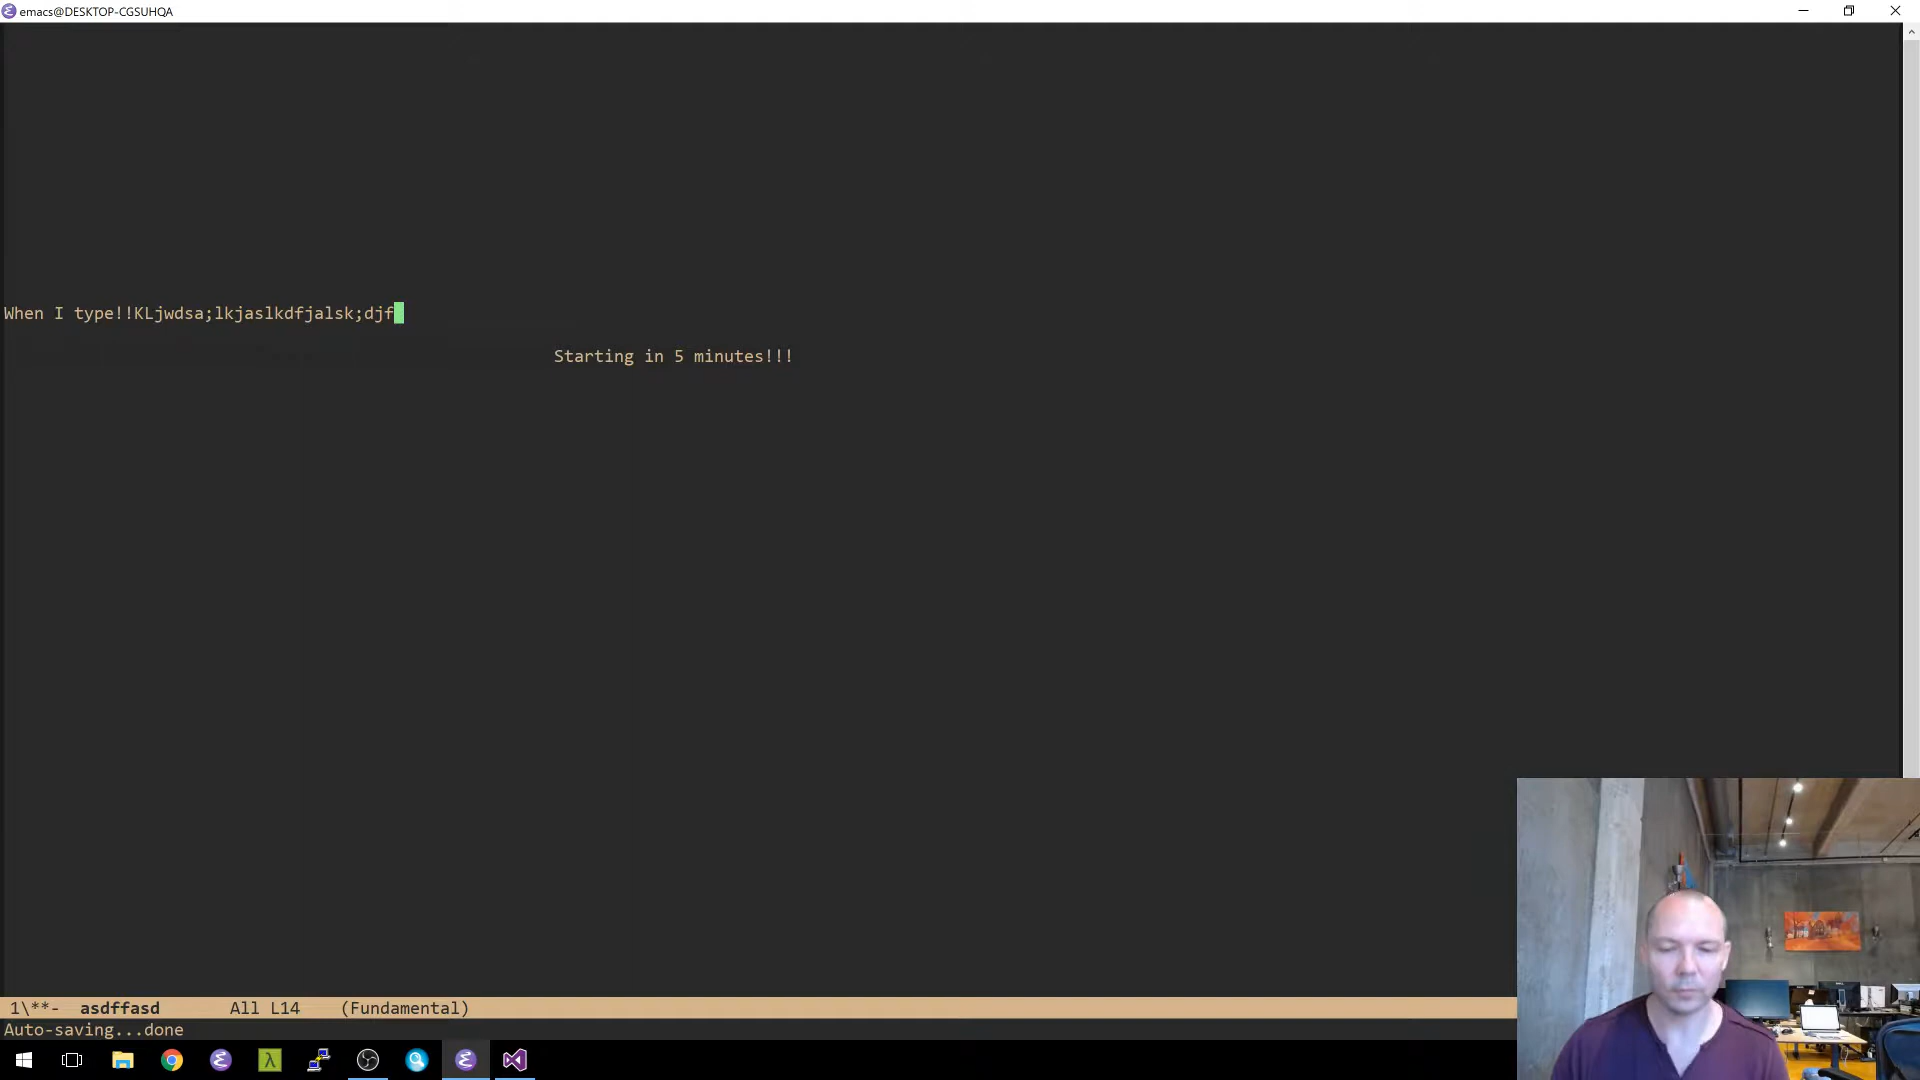 emacs@DESKTOP-CGSUHQA
When I type!!KLjwdsa;lkjaslkdfjalsk;djf
Starting in 5 minutes!!!
1\**-  asdffasd       All L14    (Fundamental)
Auto-saving...done